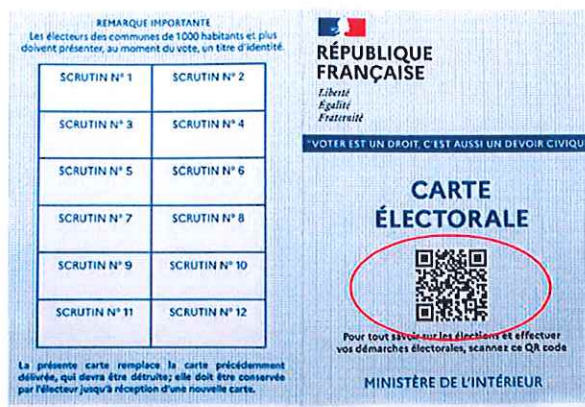 REMARQUE IMPORTANTE
Les électeurs des communes de 1000 habitants et plus
doivent présenter, au moment du vote, un titre d'identité.
SCRUTIN N° 1
SCRUTIN N° 2
SCRUTIN N° 3
SCRUTIN N° 4
SCRUTIN N° 5
SCRUTIN N° 6
SCRUTIN N° 7
SCRUTIN N° 8
SCRUTIN N° 9
SCRUTIN N° 10
SCRUTIN N° 11
SCRUTIN N° 12
La présente carte remplace la carte précédemment
délivrée, qui devra être détruite; elle doit être conservée
par l'électeur jusqu'à réception d'une nouvelle carte.
RÉPUBLIQUE
FRANÇAISE
Liberté
Égalité
Fraternité
"VOTER EST UN DROIT, C'EST AUSSI UN DEVOIR CIVIQU
CARTE
ÉLECTORALE
Pour tout savoir sur les élections et effectuer
vos démarches électorales, scannez ce QR code
MINISTÈRE DE L'INTÉRIEUR